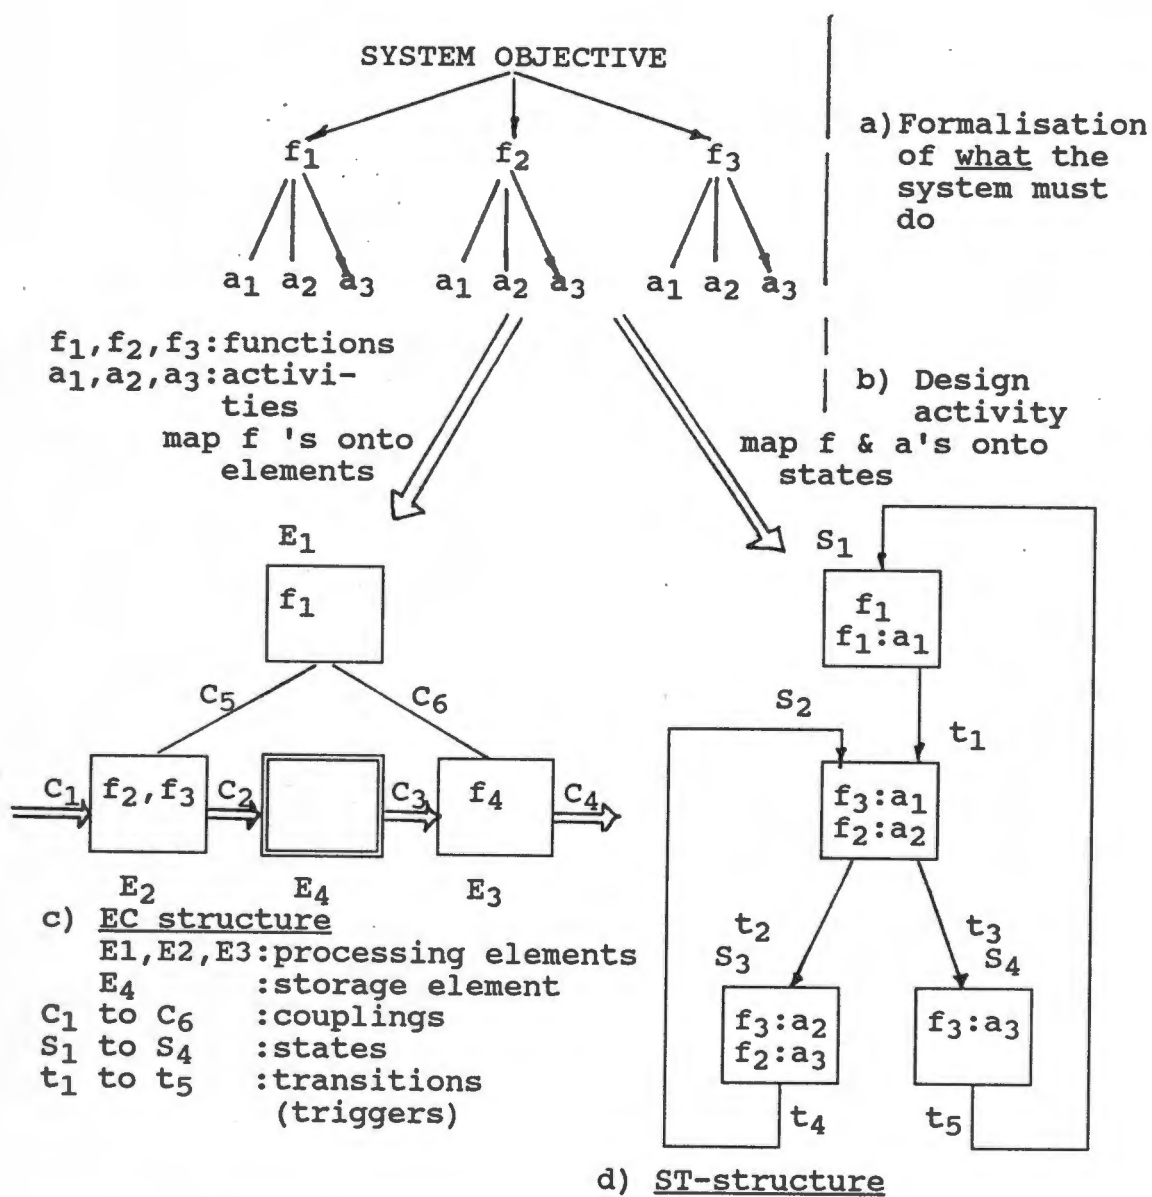 SYSTEM OBJECTIVE
f1 f2 f3
a1 a2 a3 a1 a2 a3 a1 a2 a3
a) Formalisation
of what the
system must
do
f1,f2,f3:functions
a1,a2,a3:activi-
ties
map f 's onto
elements
b) Design
activity
map f & a's onto
states
E1
f1
C5 C6
C1 f2,f3 C2 C3 f4 C4
E2 E4 E3
c) EC structure
E1,E2,E3:processing elements
E4 :storage element
C1 to C6 :couplings
S1 to S4 :states
t1 to t5 :transitions
(triggers)
S1
f1
f1:a1
S2 t1
f3:a1
f2:a2
t2 t3
S3 S4
f3:a2 f3:a3
f2:a3
t4 t5
d) ST-structure